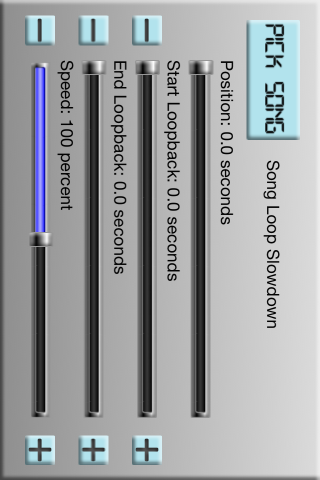 PICK SONG
Song Loop Slowdown
Position: 0.0 seconds
Start Loopback: 0.0 seconds
End Loopback: 0.0 seconds
Speed: 100 percent